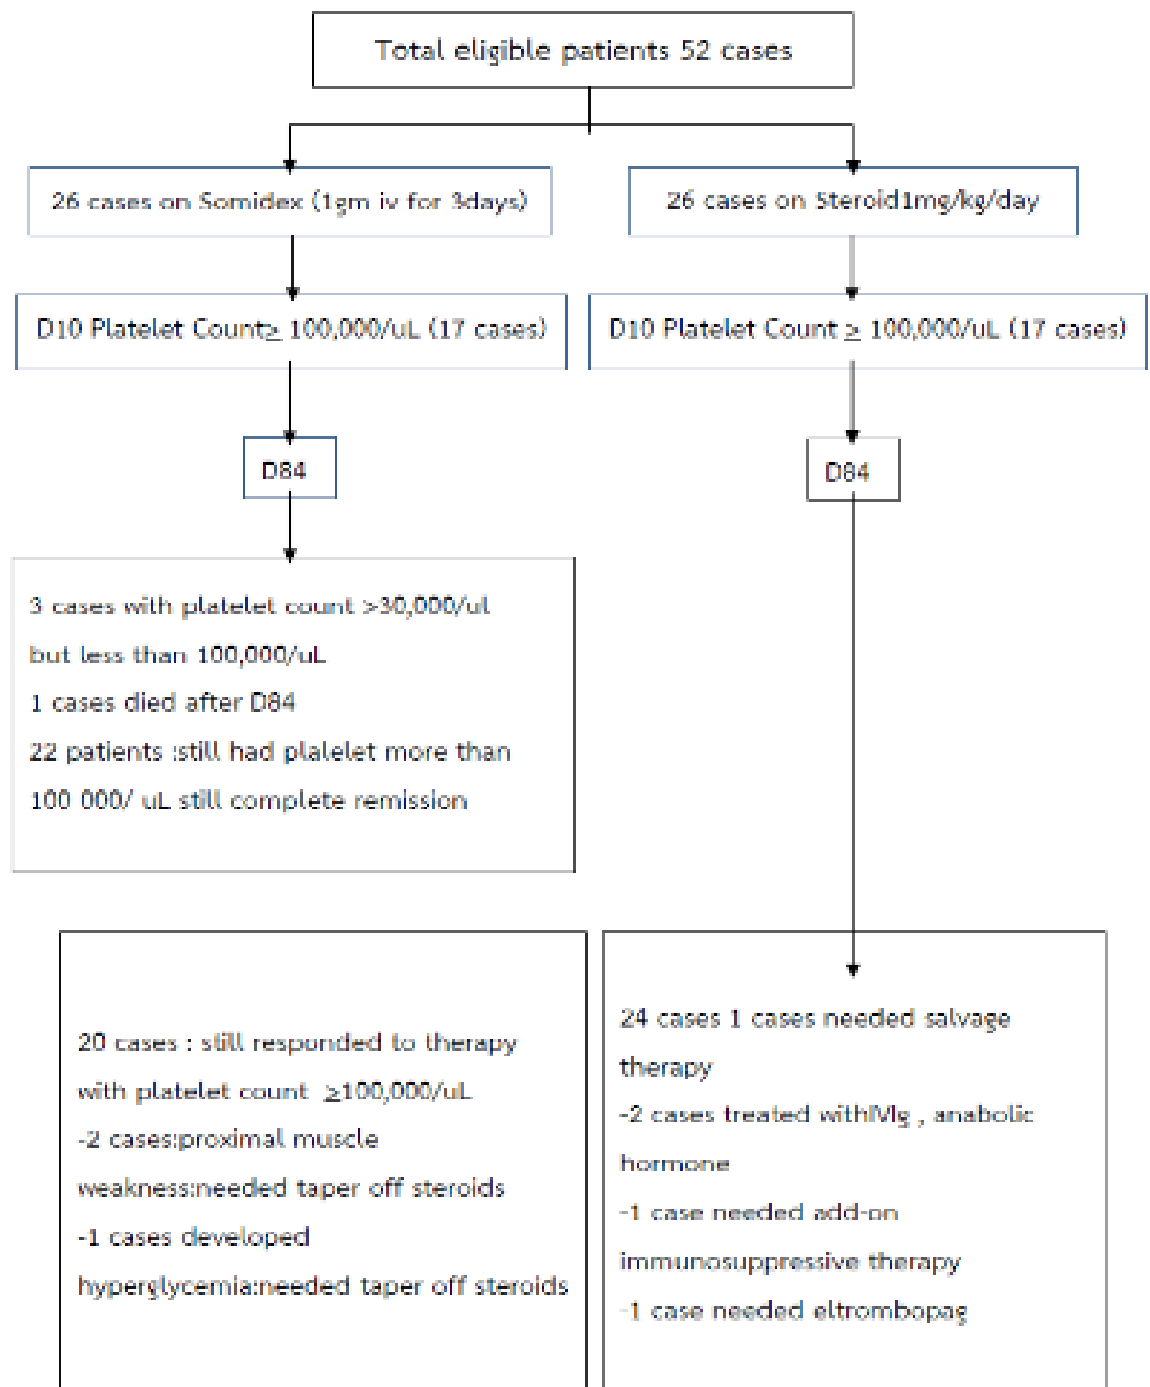 Total eligible patients 52 cases
26 cases on Somidex (1gm iv for 3days)
26 cases on Steroid1mg/kg/day
D10 Platelet Count≥ 100,000/uL (17 cases)
D10 Platelet Count ≥ 100,000/uL (17 cases)
D84
D84
3 cases with platelet count >30,000/ul
but less than 100,000/uL
1 cases died after D84
22 patients :still had plalelet more than
100 000/ uL still complete remission
20 cases : still responded to therapy
with platelet count ≥100,000/uL
-2 cases:proximal muscle
weakness:needed taper off steroids
-1 cases developed
hyperglycemia:needed taper off steroids
24 cases 1 cases needed salvage
therapy
-2 cases treated withIVIg , anabolic
hormone
-1 case needed add-on
immunosuppressive therapy
-1 case needed eltrombopag